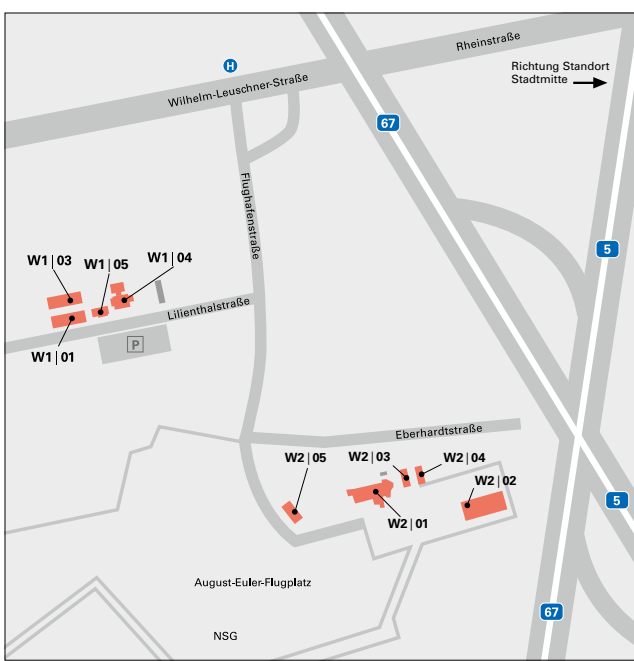 Rheinstraße
H
Richtung Standort
Stadtmitte
Wilhelm-Leuschner-Straße
67
Flughafenstraße
5
W1|03
W1|05
W1|04
Lilienthalstraße
P
W1|01
Eberhardtstraße
W2|05
W2|03
W2|04
W2|02
5
W2|01
August-Euler-Flugplatz
67
NSG